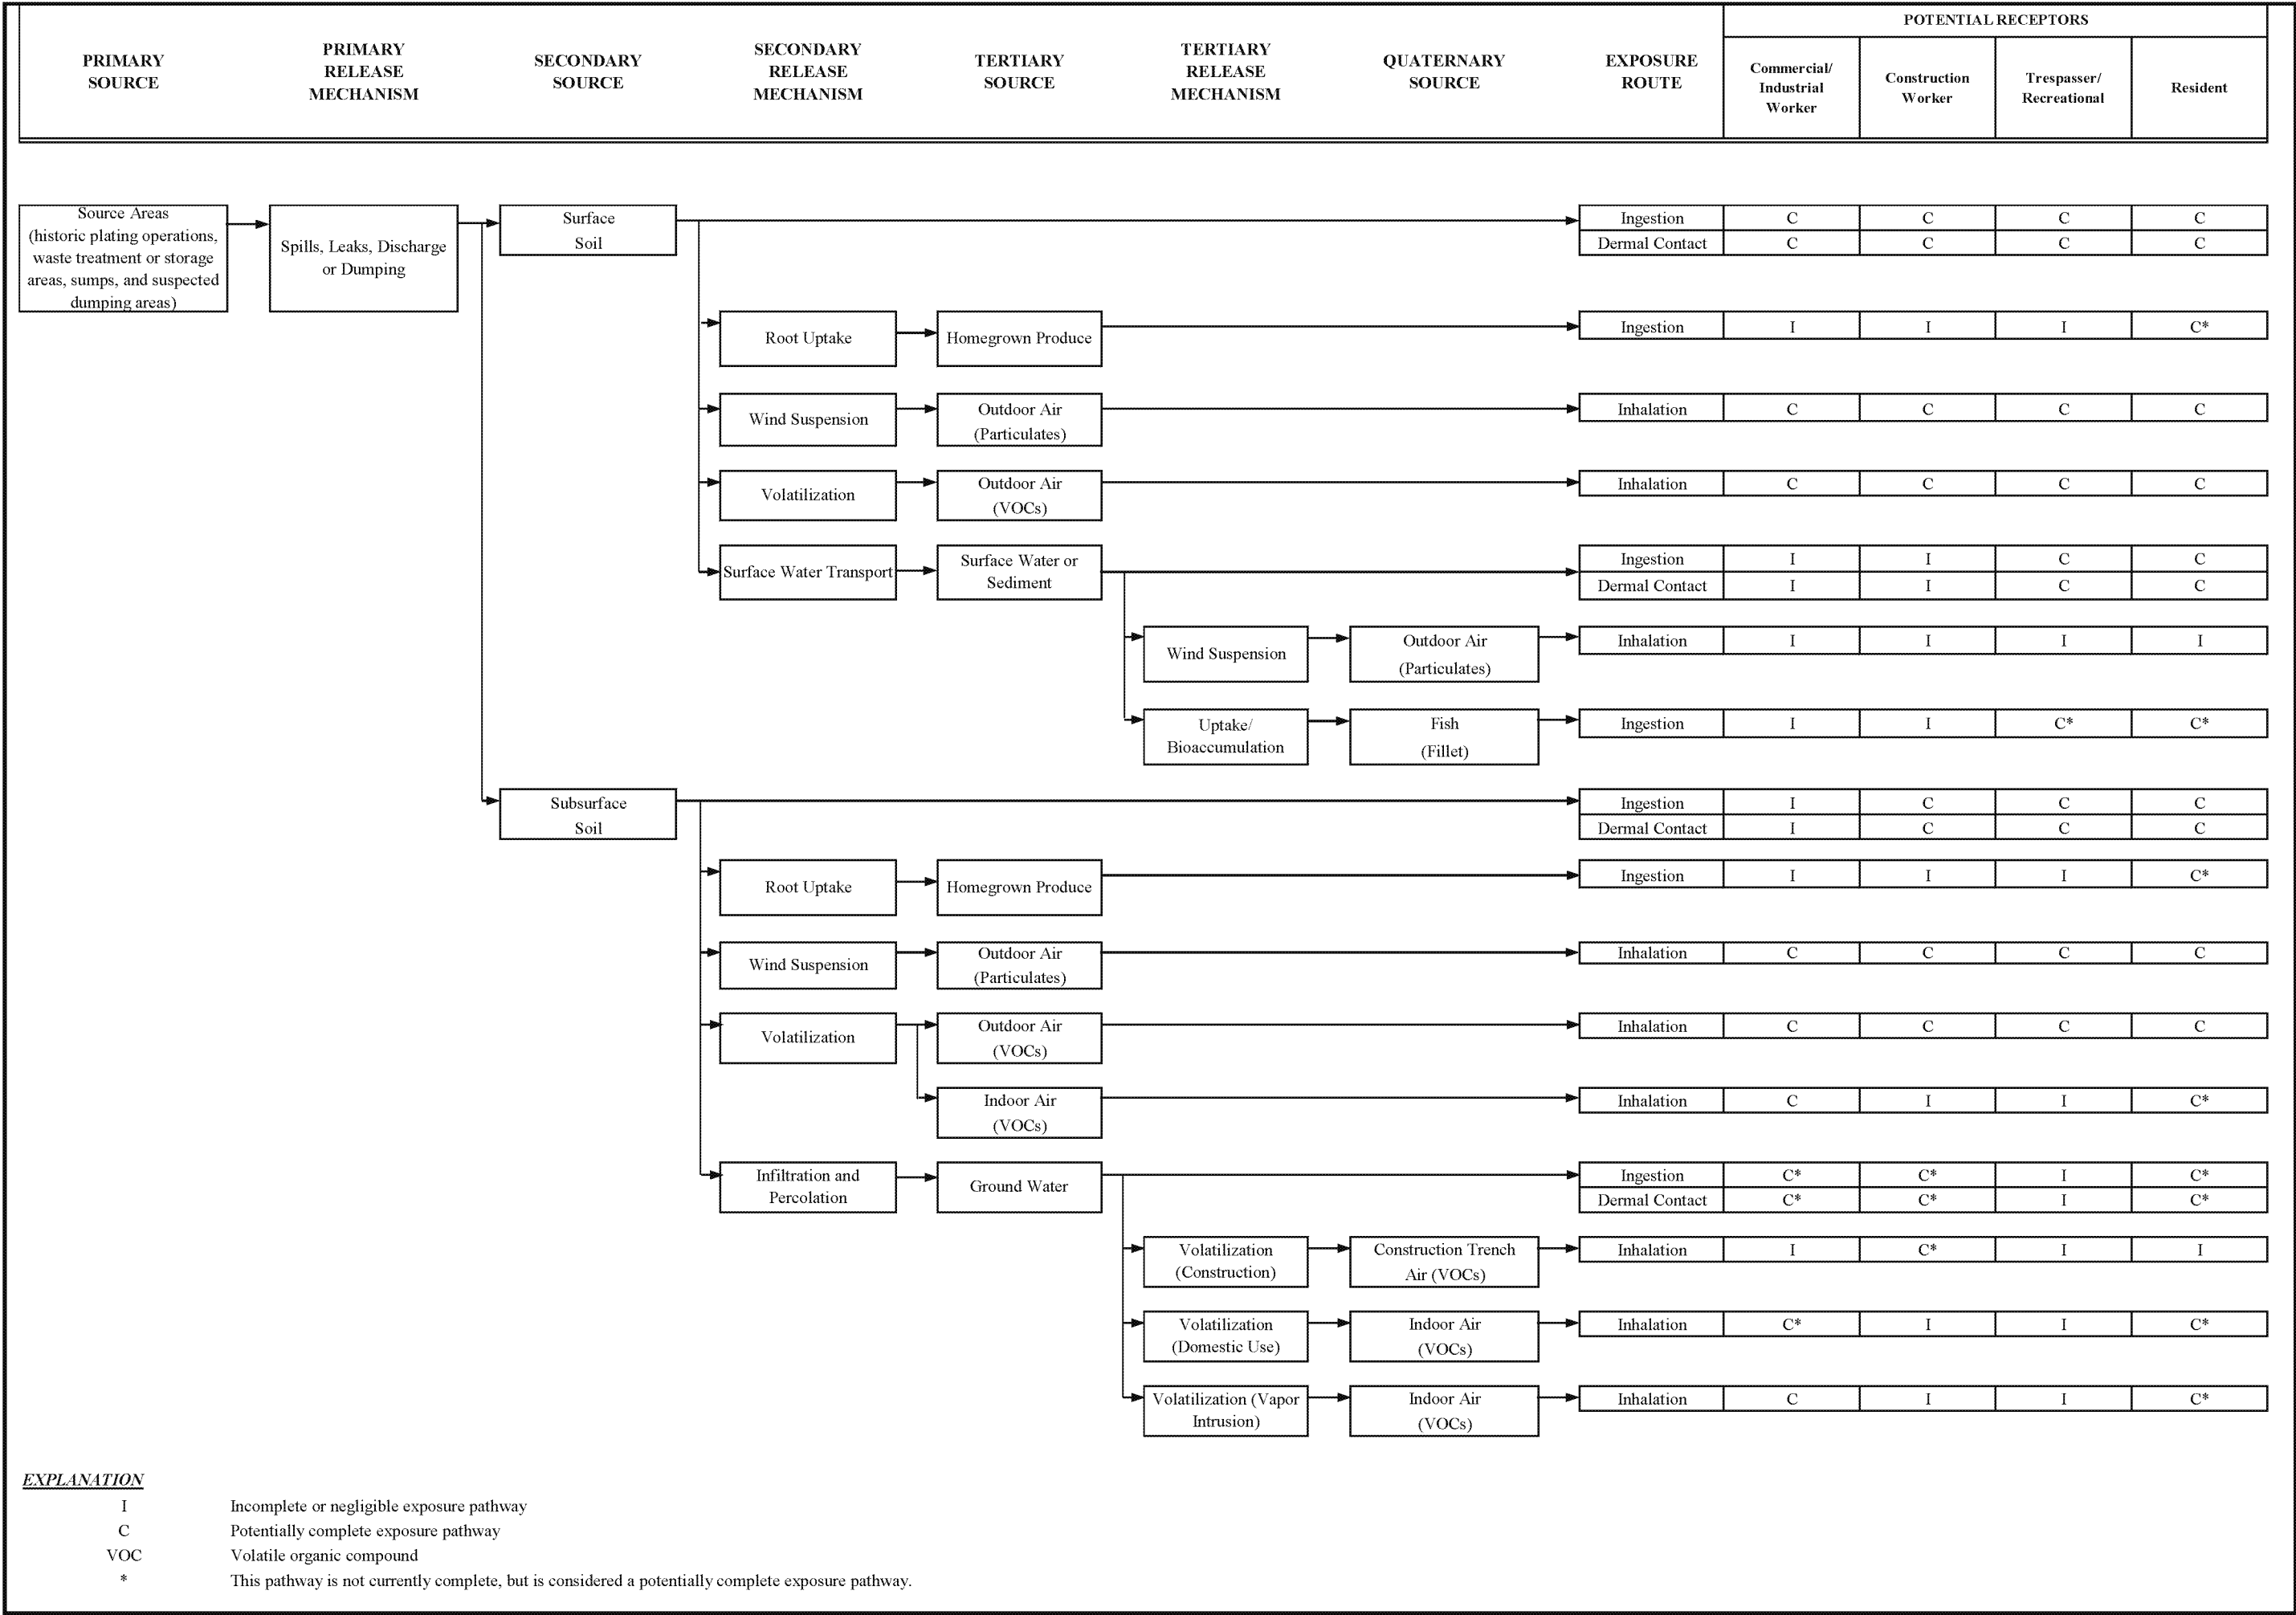 POTENTIAL RECEPTORS
PRIMARY
SOURCE
PRIMARY
RELEASE
MECHANISM
SECONDARY
SOURCE
SECONDARY
RELEASE
MECHANISM
TERTIARY
SOURCE
TERTIARY
RELEASE
MECHANISM
QUATERNARY
SOURCE
EXPOSURE
ROUTE
Commercial/
Industrial
Worker
Construction
Worker
Trespasser/
Recreational
Resident
Source Areas
(historic plating operations,
waste treatment or storage
areas, sumps, and suspected
dumping areas)
Spills, Leaks, Discharge
or Dumping
Surface
Soil
Ingestion C C C C
Dermal Contact C C C C
Root Uptake
Homegrown Produce
Ingestion I I I C*
Wind Suspension
Outdoor Air
(Particulates)
Inhalation C C C C
Volatilization
Outdoor Air
(VOCs)
Inhalation C C C C
Surface Water Transport
Surface Water or
Sediment
Ingestion I I C C
Dermal Contact I I C C
Wind Suspension
Outdoor Air
(Particulates)
Inhalation I I I I
Uptake/
Bioaccumulation
Fish
(Fillet)
Ingestion I I C* C*
Subsurface
Soil
Ingestion I C C C
Dermal Contact I C C C
Root Uptake
Homegrown Produce
Ingestion I I I C*
Wind Suspension
Outdoor Air
(Particulates)
Inhalation C C C C
Volatilization
Outdoor Air
(VOCs)
Inhalation C C C C
Indoor Air
(VOCs)
Inhalation C I I C*
Infiltration and
Percolation
Ground Water
Ingestion C* C* I C*
Dermal Contact C* C* I C*
Volatilization
(Construction)
Construction Trench
Air (VOCs)
Inhalation I C* I I
Volatilization
(Domestic Use)
Indoor Air
(VOCs)
Inhalation C* I I C*
Volatilization (Vapor
Intrusion)
Indoor Air
(VOCs)
Inhalation C I I C*
EXPLANATION
I Incomplete or negligible exposure pathway
C Potentially complete exposure pathway
VOC Volatile organic compound
* This pathway is not currently complete, but is considered a potentially complete exposure pathway.